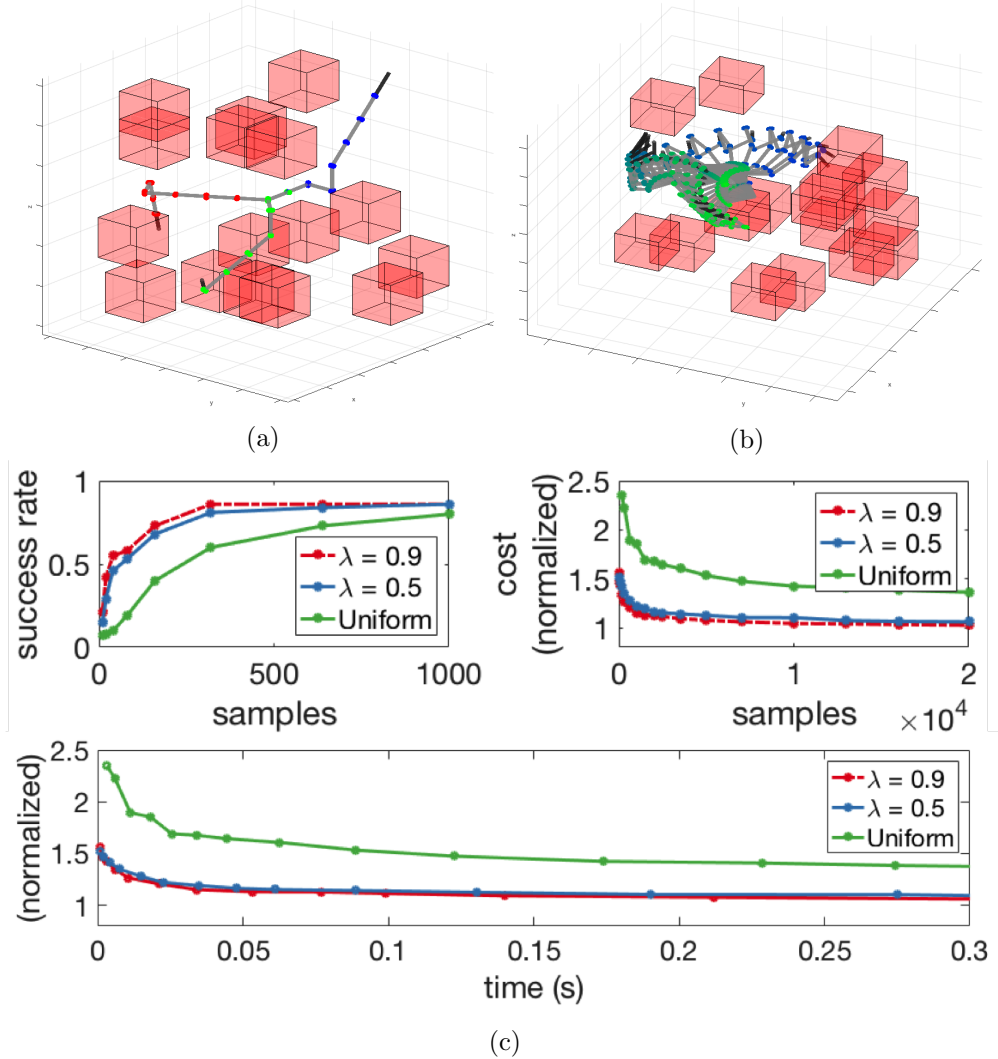 z
y
x
z
y
x
(a)
(b)
success rate
1
0.5
0
0
500
1000
samples
λ = 0.9
λ = 0.5
Uniform
cost
(normalized)
2.5
2
1.5
1
0
1
2
samples
×10⁴
λ = 0.9
λ = 0.5
Uniform
(normalized)
2.5
2
1.5
1
0
0.05
0.1
0.15
0.2
0.25
0.3
time (s)
λ = 0.9
λ = 0.5
Uniform
(c)